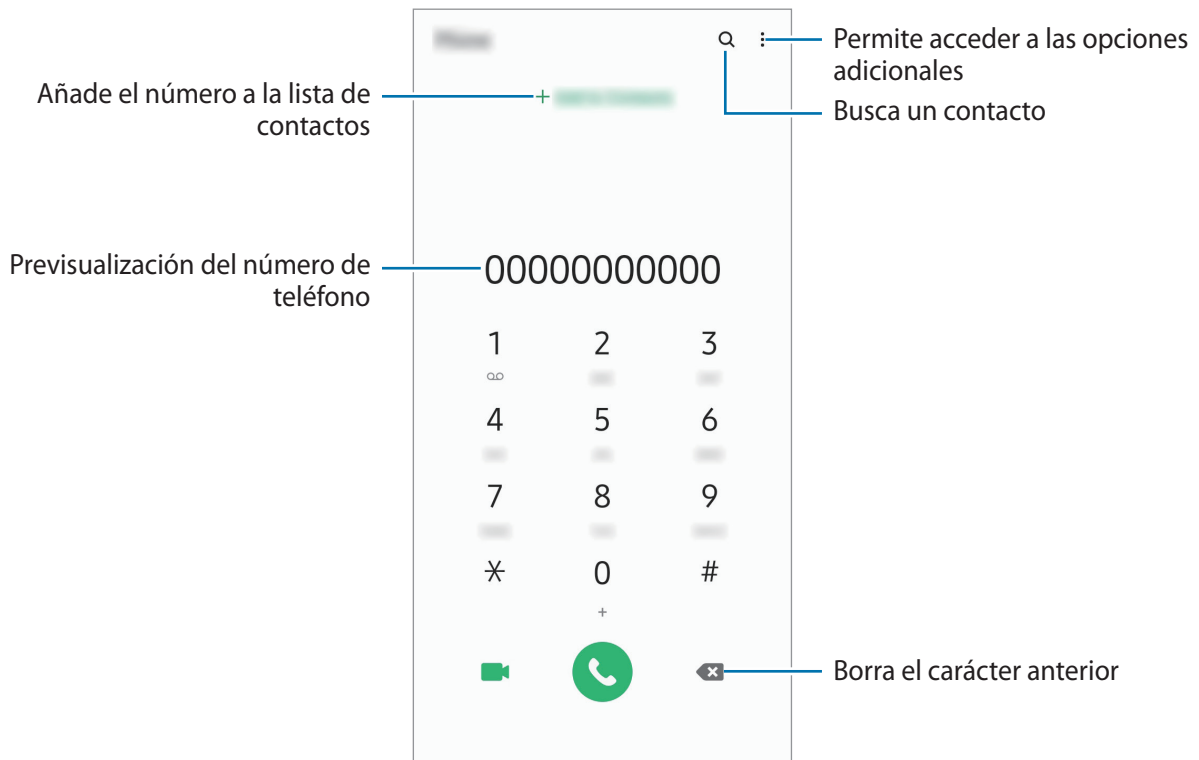 Permite acceder a las opciones
adicionales
Añade el número a la lista de
contactos
Busca un contacto
Previsualización del número de
teléfono
00000000000
1 2 3
4 5 6
7 8 9
* 0 #
+
Borra el carácter anterior